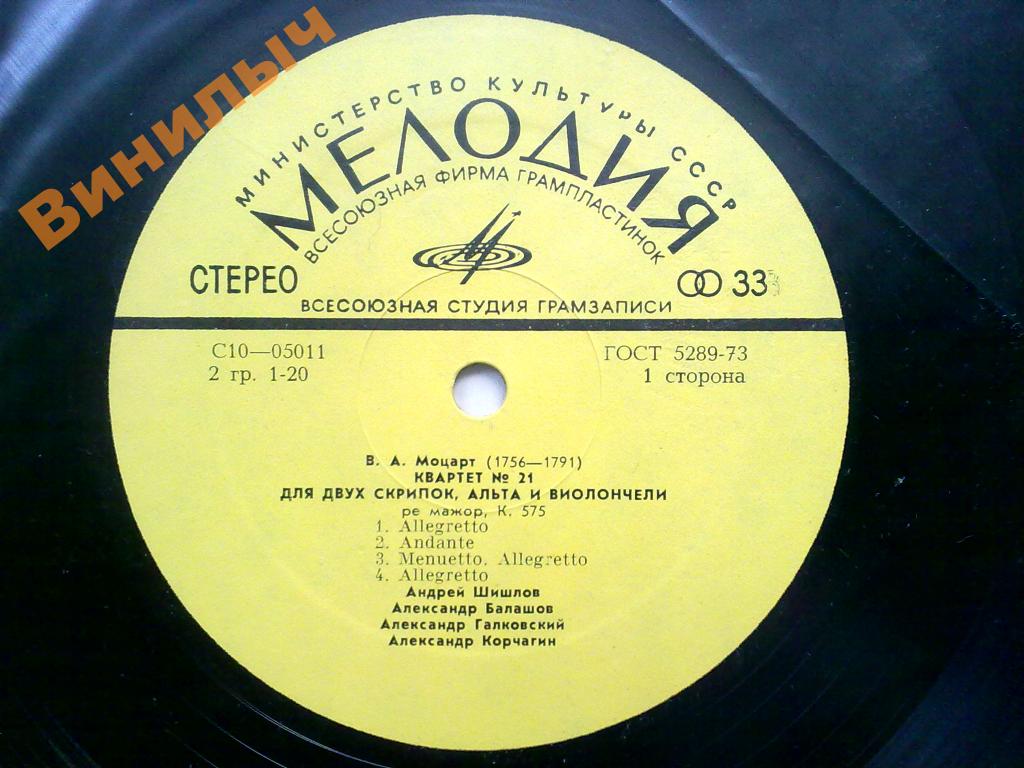 Винилыч
МИНИСТЕРСТВО КУЛЬТУРЫ СССР
МЕЛОДИЯ
ВСЕСОЮЗНАЯ ФИРМА ГРАМПЛАСТИНОК
СТЕРЕО
33
ВСЕСОЮЗНАЯ СТУДИЯ ГРАМЗАПИСИ
С10—05011
ГОСТ 5289-73
2 гр. 1-20
1 сторона
В. А. Моцарт (1756—1791)
КВАРТЕТ № 21
ДЛЯ ДВУХ СКРИПОК, АЛЬТА И ВИОЛОНЧЕЛИ
ре мажор, К. 575
1. Allegretto
2. Andante
3. Menuetto. Allegretto
4. Allegretto
Андрей Шишлов
Александр Балашов
Александр Галковский
Александр Корчагин